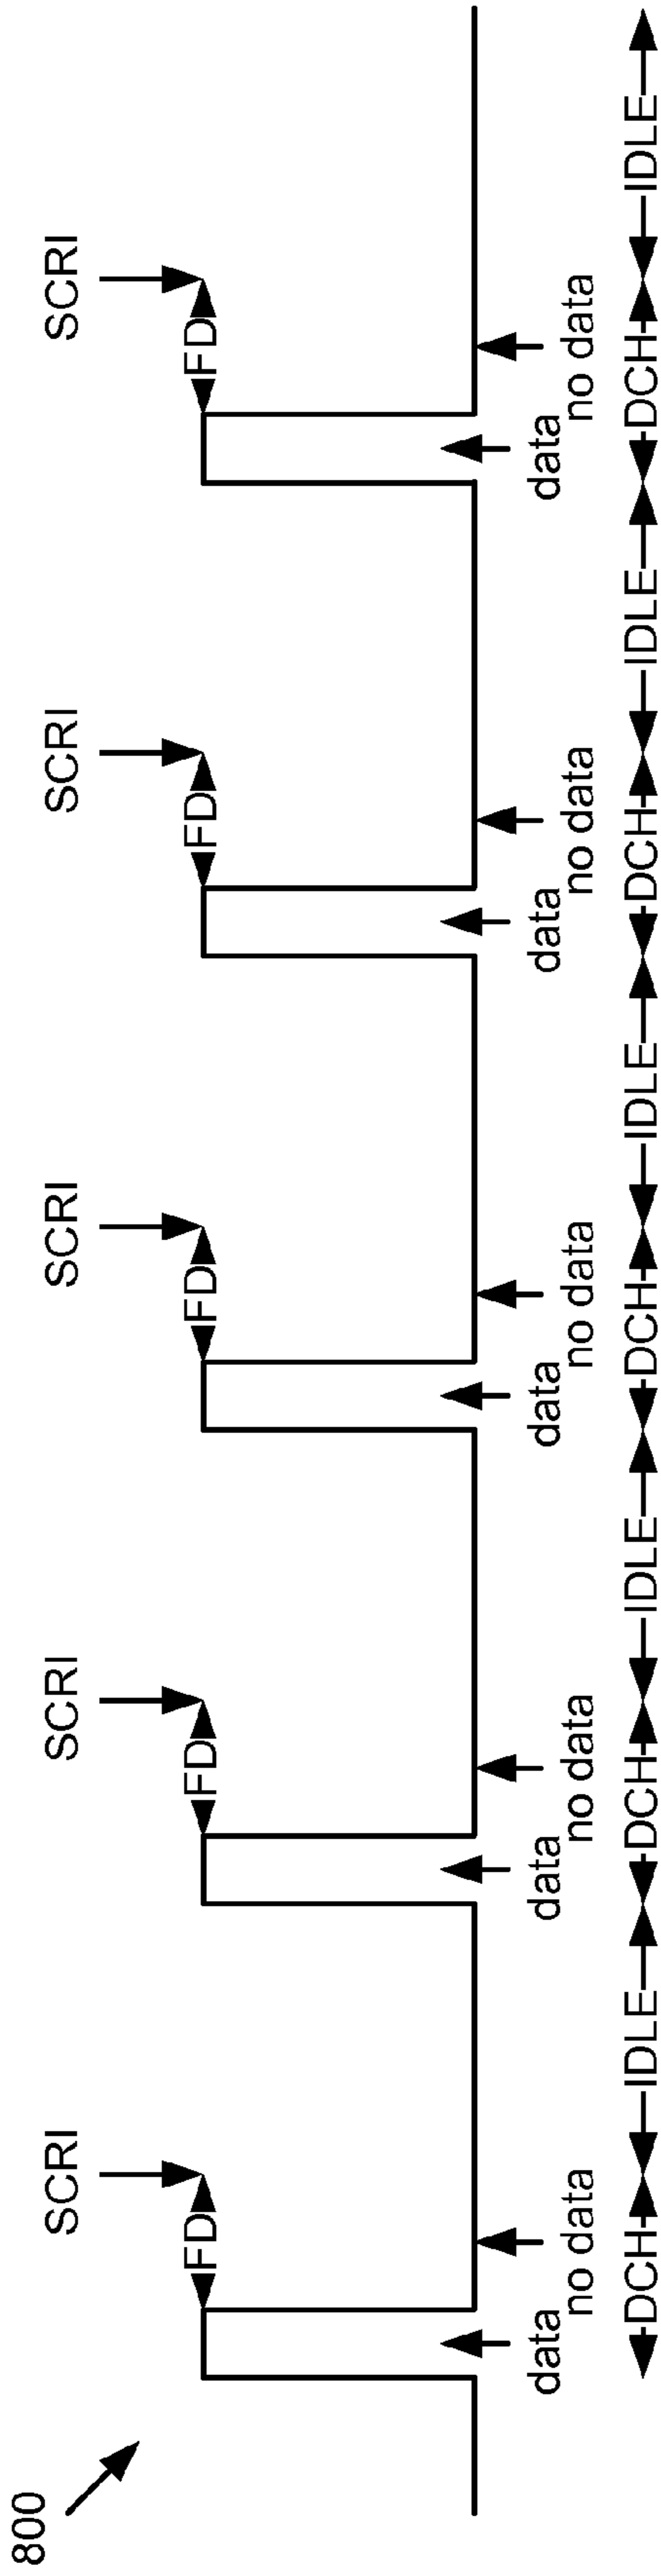 800
SCRI SCRI SCRI SCRI SCRI
FD FD FD FD FD
data no data data no data data no data data no data data no data
DCH IDLE DCH IDLE DCH IDLE DCH IDLE DCH IDLE